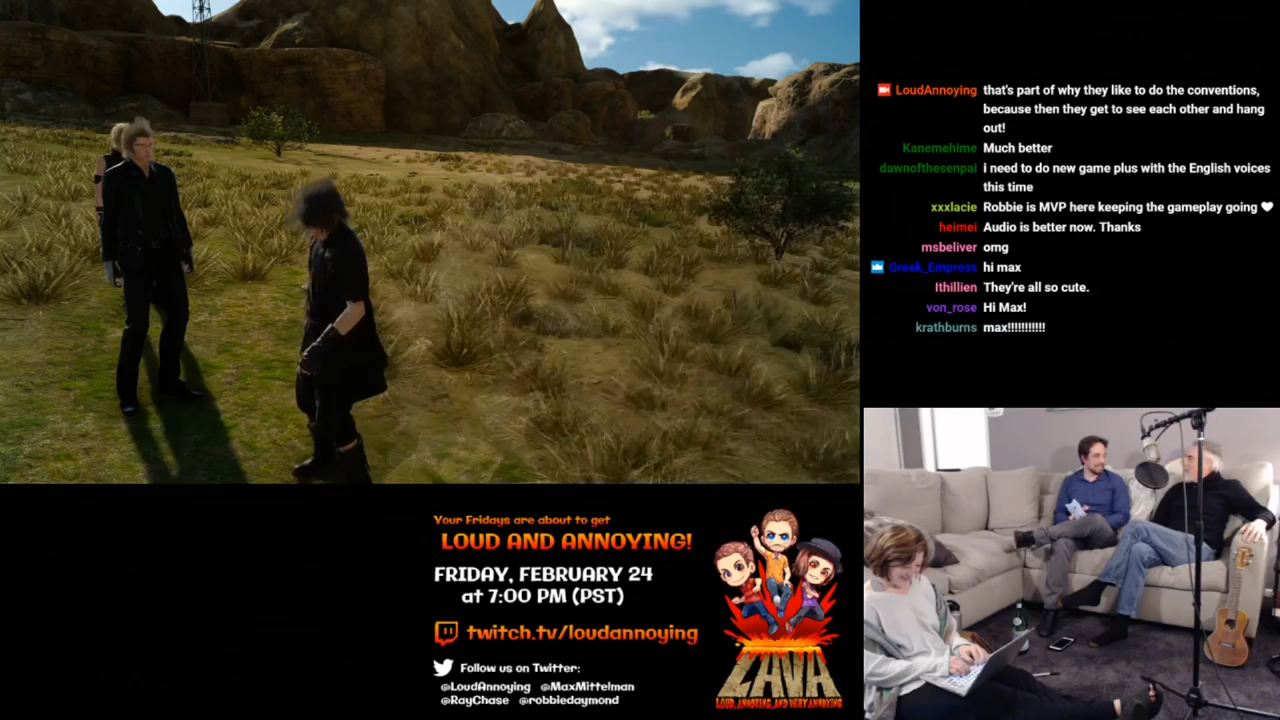 LoudAnnoying that's part of why they like to do the conventions,
because then they get to see each other and hang
out!
Kanemehime Much better
dawnofthesenpai i need to do new game plus with the English voices
this time
xxxlacie Robbie is MVP here keeping the gameplay going
heimei Audio is better now. Thanks
msbeliver omg
Greek_Empress hi max
Ithillien They're all so cute.
von_rose Hi Max!
krathburns max!!!!!!!!!!!
Your Fridays are about to get
LOUD AND ANNOYING!
FRIDAY, FEBRUARY 24
at 7:00 PM (PST)
twitch.tv/loudannoying
Follow us on Twitter:
@LoudAnnoying @MaxMittelman
@RayChase @robbiedaymond
LAVA
LOUD, ANNOYING, AND VERY ANNOYING